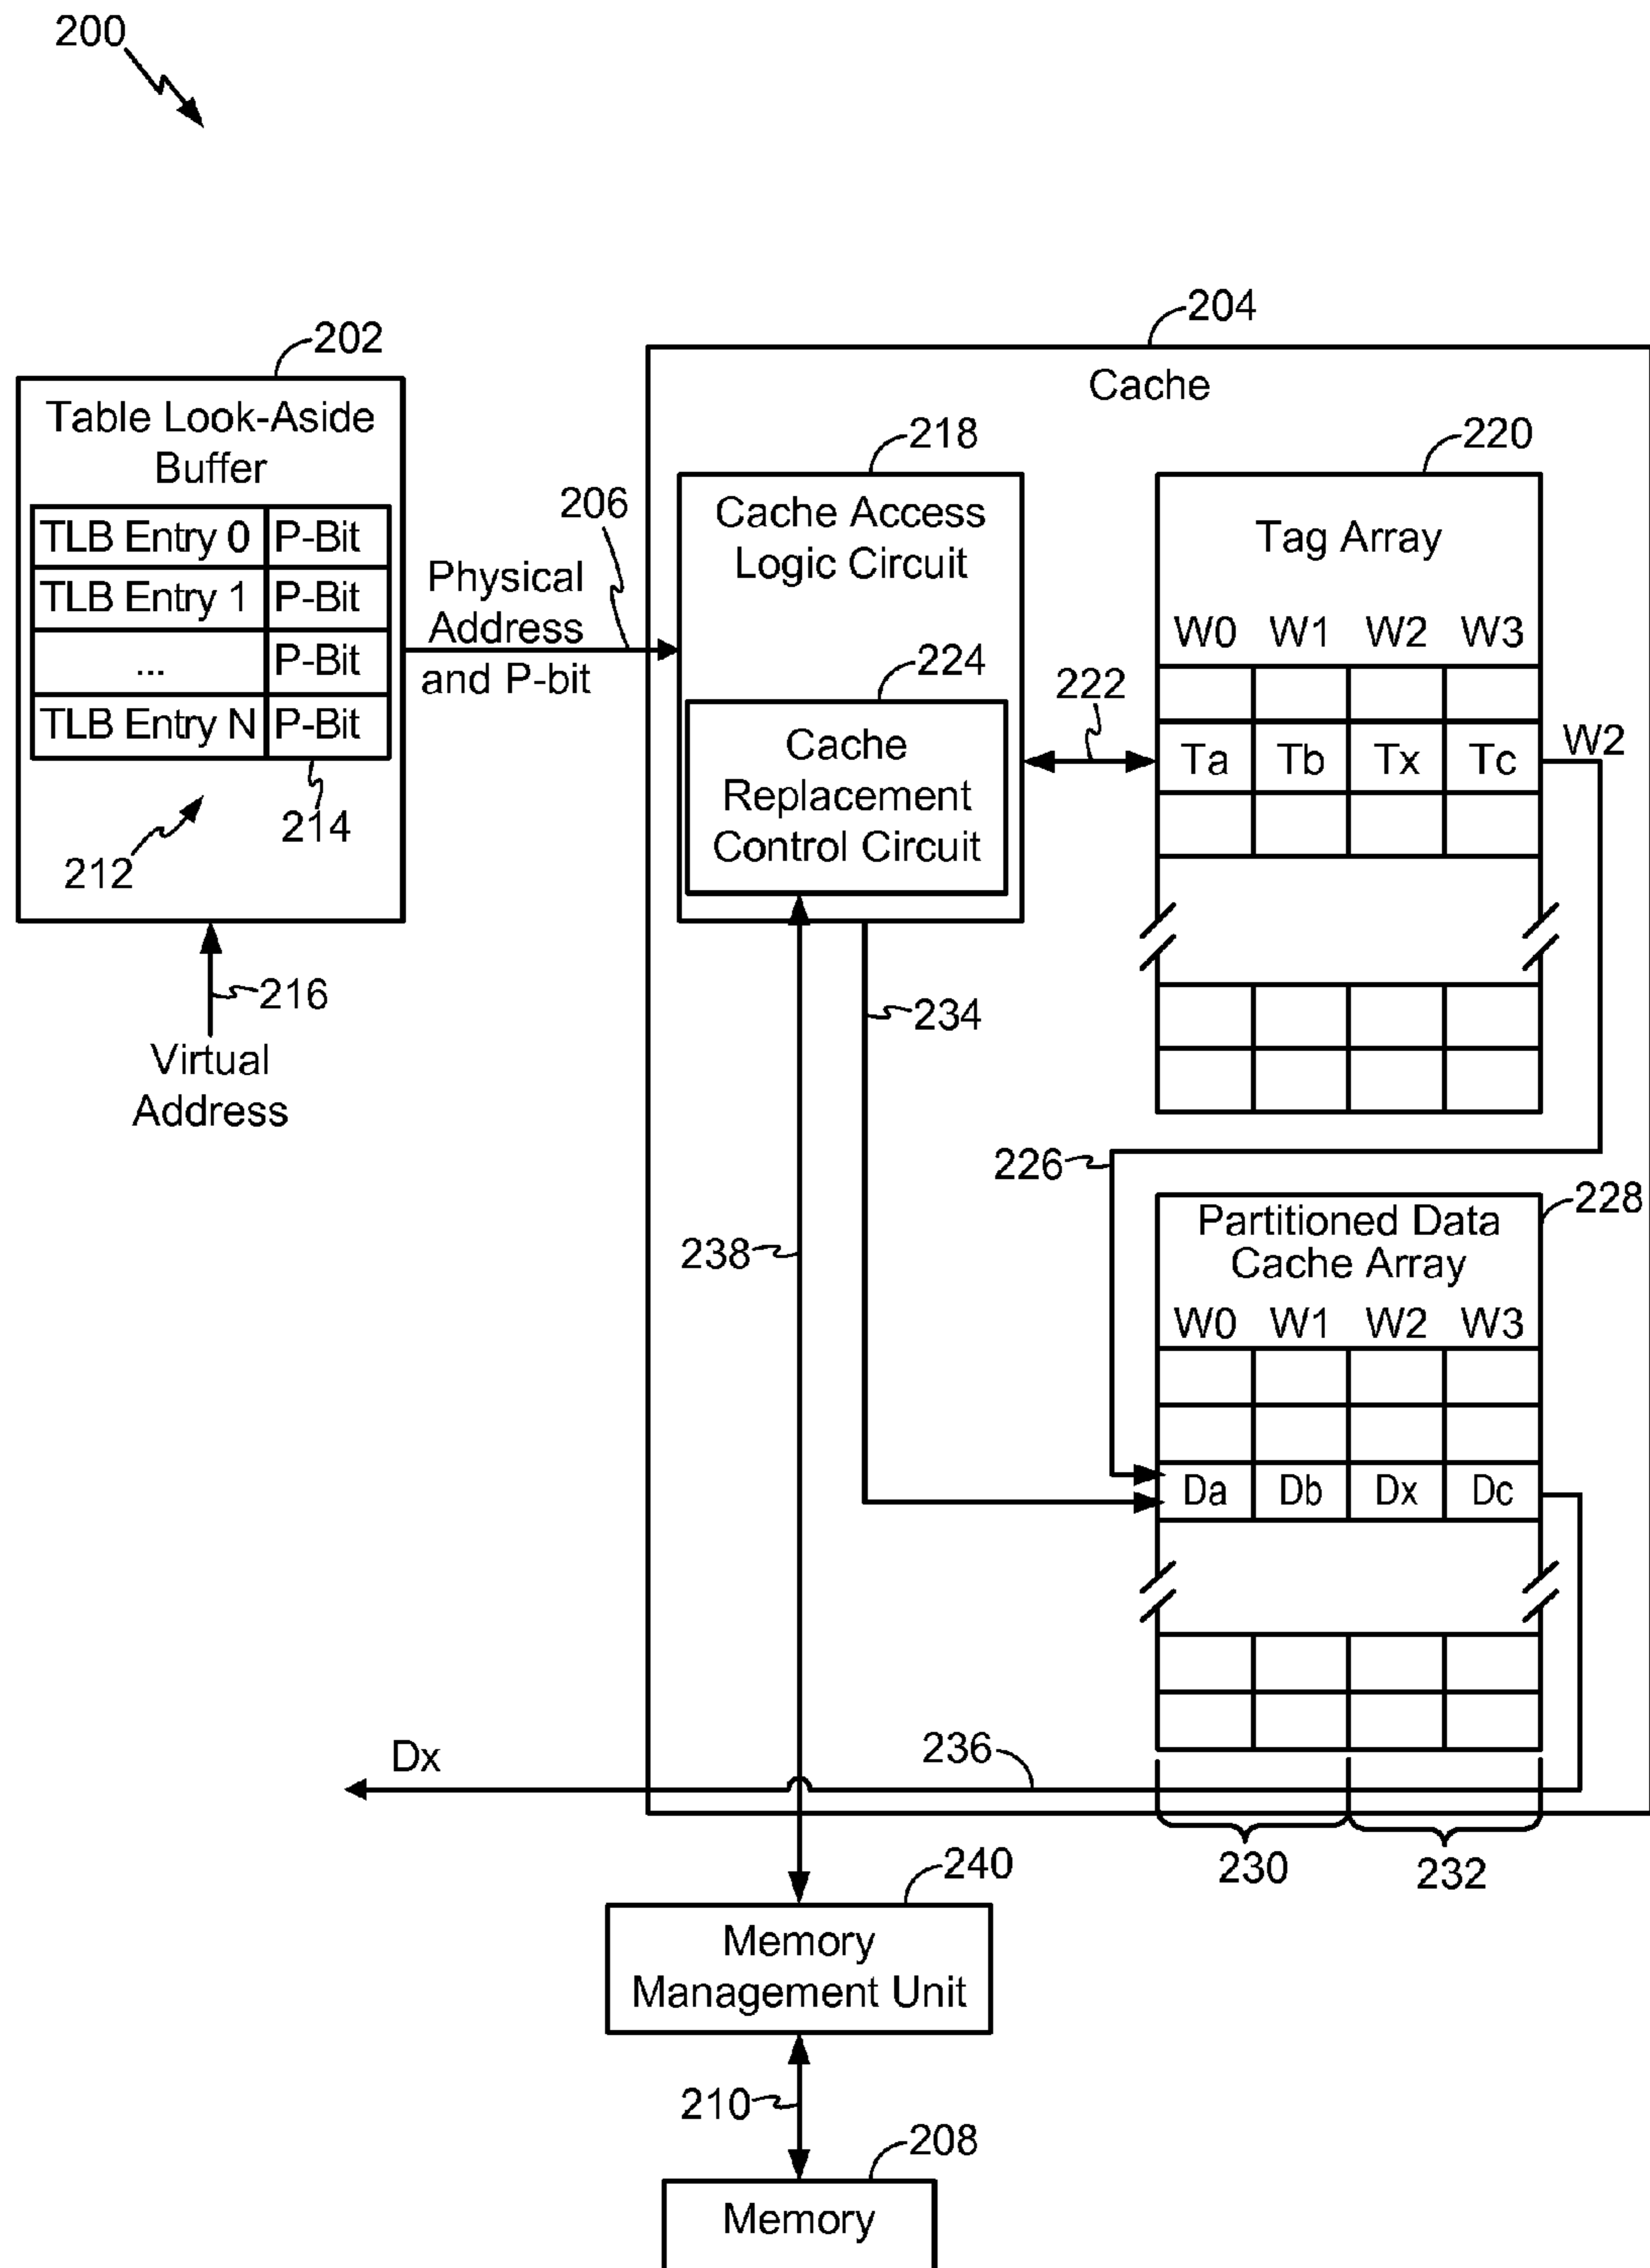 200
202
Table Look-Aside
Buffer
TLB Entry 0 P-Bit
TLB Entry 1 P-Bit
... P-Bit
TLB Entry N P-Bit
212
214
216
Virtual
Address
206
Physical
Address
and P-bit
204
Cache
218
Cache Access
Logic Circuit
224
Cache
Replacement
Control Circuit
222
220
Tag Array
W0 W1 W2 W3
Ta Tb Tx Tc
W2
234
226
238
228
Partitioned Data
Cache Array
W0 W1 W2 W3
Da Db Dx Dc
Dx
236
230
232
240
Memory
Management Unit
210
208
Memory